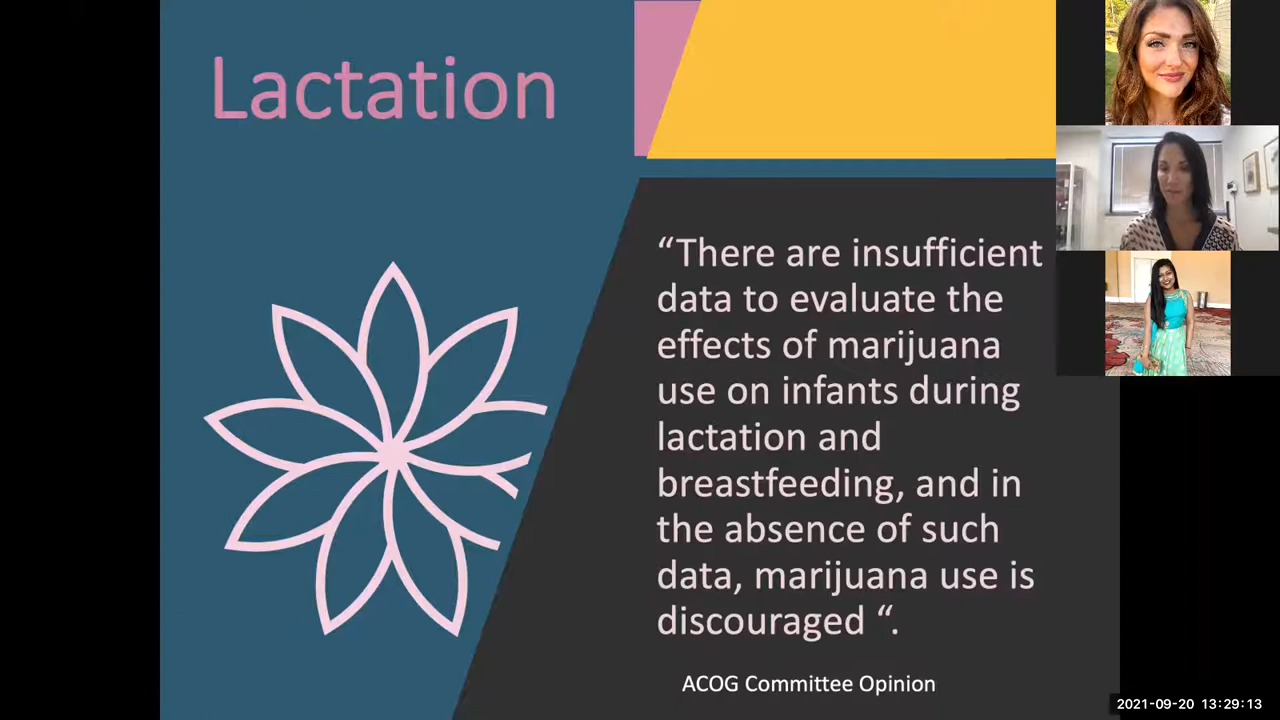 Lactation
“There are insufficient
data to evaluate the
effects of marijuana
use on infants during
lactation and
breastfeeding, and in
the absence of such
data, marijuana use is
discouraged “.
ACOG Committee Opinion
2021-09-20 13:29:13